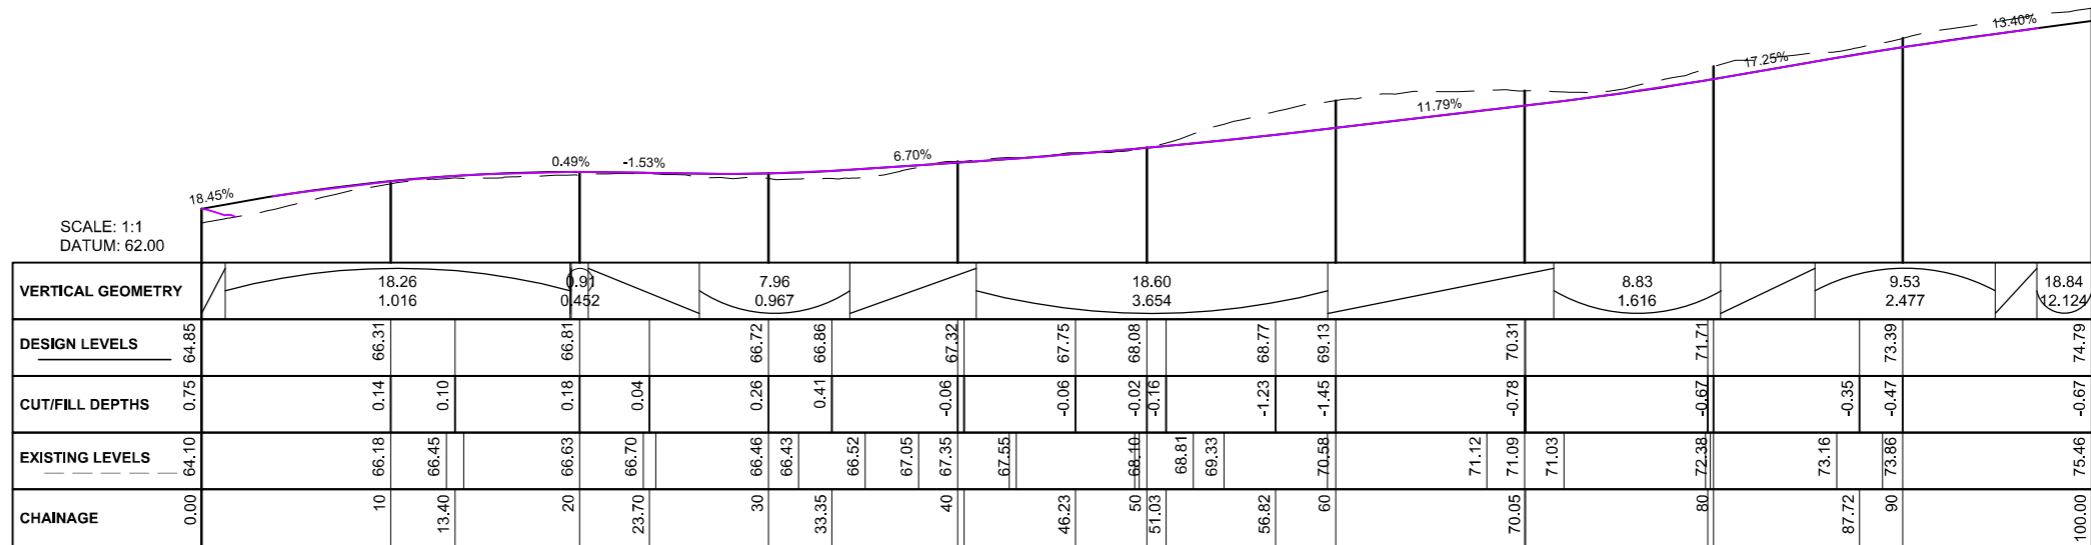 13.40%
17.25%
11.79%
0.49% -1.53% 6.70%
18.45%
SCALE: 1:1
DATUM: 62.00
VERTICAL GEOMETRY
18.26 0.91 7.96 18.60 8.83 9.53 18.84
1.016 0.452 0.967 3.654 1.616 2.477 12.124
DESIGN LEVELS 64.85 66.31 66.81 66.72 66.86 67.32 67.75 68.08 68.77 69.13 70.31 71.71 73.39 74.79
CUT/FILL DEPTHS 0.75 0.14 0.10 0.18 0.04 0.26 0.41 -0.06 -0.06 -0.02 -0.16 -1.23 -1.45 -0.78 -0.67 -0.35 -0.47 -0.67
EXISTING LEVELS 64.10 66.18 66.45 66.63 66.70 66.46 66.43 66.52 67.05 67.35 67.55 68.10 68.81 69.33 70.58 71.12 71.09 71.03 72.38 73.16 73.86 75.46
CHAINAGE 0.00 10 13.40 20 23.70 30 33.35 40 46.23 50 51.03 56.82 60 70.05 80 87.72 90 100.00